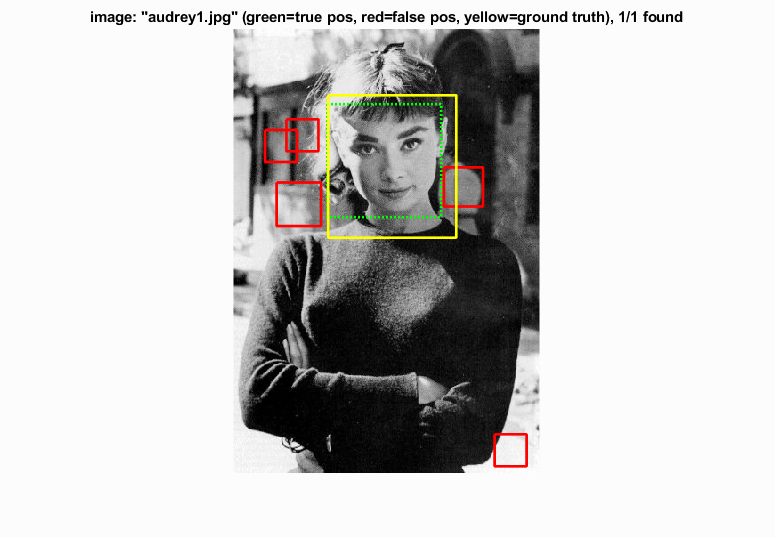 image: "audrey1.jpg" (green=true pos, red=false pos, yellow=ground truth), 1/1 found